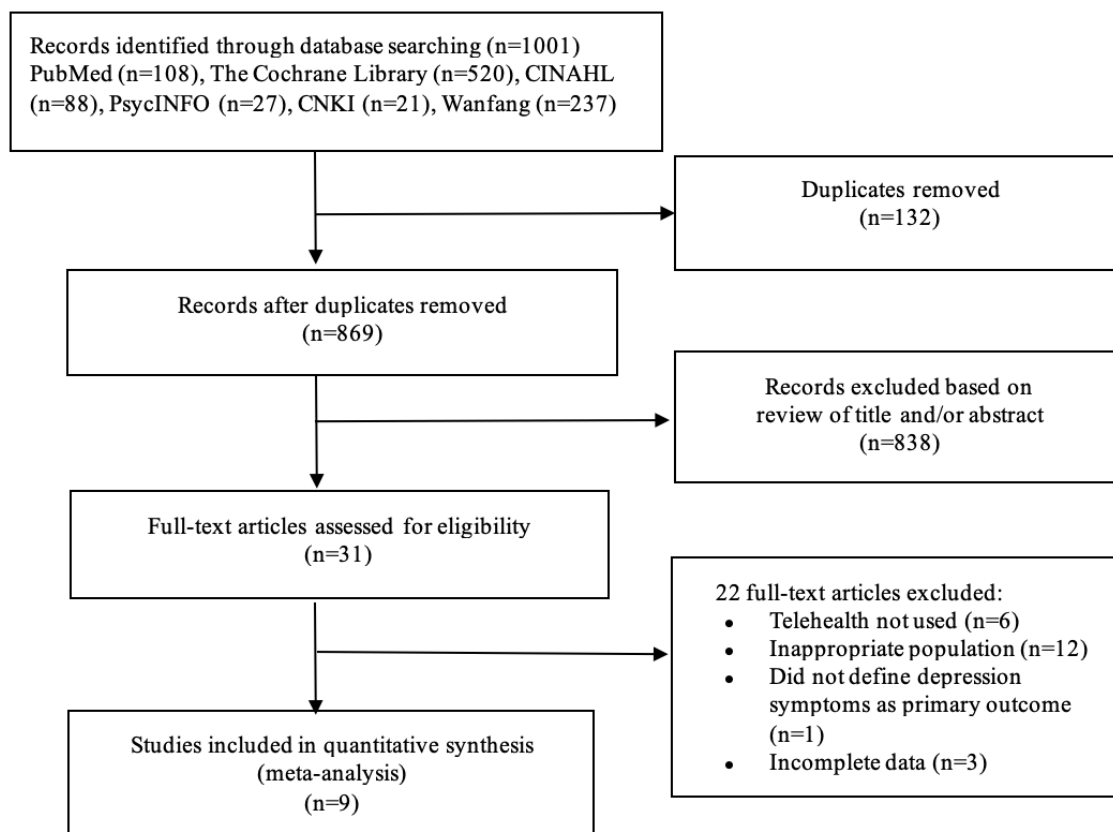 Records identified through database searching (n=1001)
PubMed (n=108), The Cochrane Library (n=520), CINAHL
(n=88), PsycINFO (n=27), CNKI (n=21), Wanfang (n=237)
Duplicates removed
(n=132)
Records after duplicates removed
(n=869)
Records excluded based on
review of title and/or abstract
(n=838)
Full-text articles assessed for eligibility
(n=31)
22 full-text articles excluded:
• Telehealth not used (n=6)
• Inappropriate population (n=12)
• Did not define depression
symptoms as primary outcome
(n=1)
• Incomplete data (n=3)
Studies included in quantitative synthesis
(meta-analysis)
(n=9)